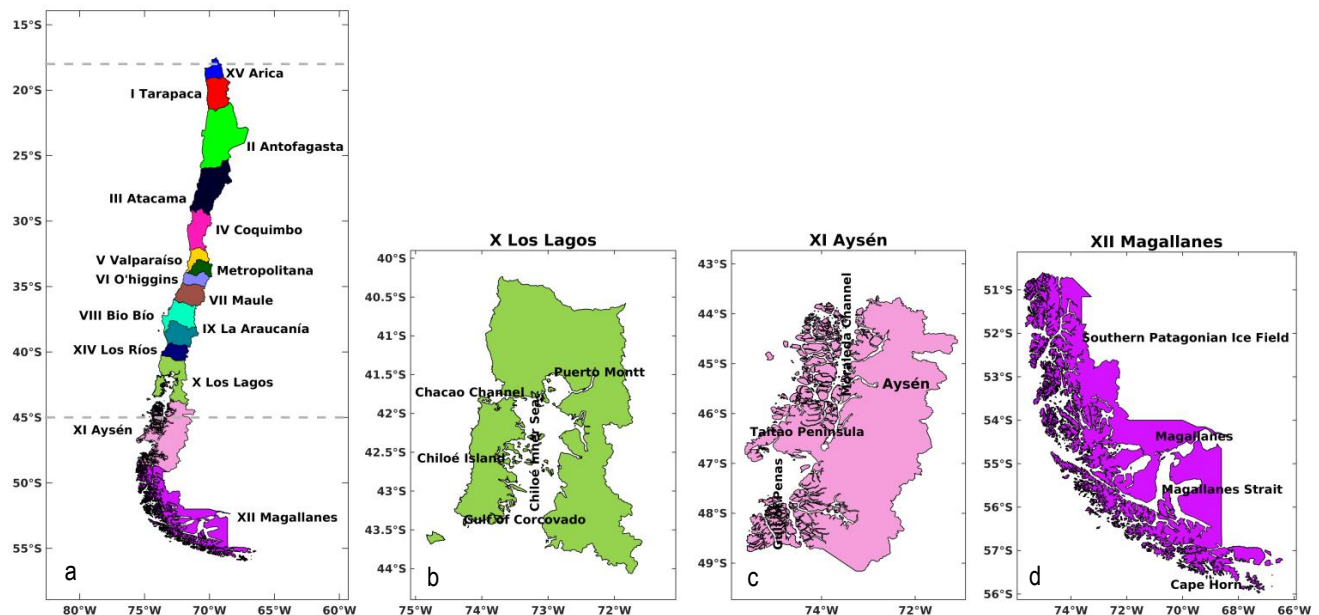 15°S
20°S
25°S
30°S
35°S
40°S
45°S
50°S
55°S
80°W
75°W
70°W
65°W
60°W
XV Arica
I Tarapaca
II Antofagasta
III Atacama
IV Coquimbo
V Valparaíso
Metropolitana
VI O'higgins
VII Maule
VIII Bio Bío
IX La Araucanía
XIV Los Ríos
X Los Lagos
XI Aysén
XII Magallanes
a
X Los Lagos
40°S
40.5°S
41°S
41.5°S
42°S
42.5°S
43°S
43.5°S
44°S
75°W
74°W
73°W
72°W
Puerto Montt
Chacao Channel
Chiloe Inner Sea
Chiloé Island
Gulf of Corcovado
b
XI Aysén
43°S
44°S
45°S
46°S
47°S
48°S
49°S
74°W
72°W
Moraleda Channel
Aysén
Taitao Peninsula
Penas
c
XII Magallanes
51°S
52°S
53°S
54°S
55°S
56°S
57°S
74°W
72°W
70°W
68°W
66°W
Southern Patagonian Ice Field
Magallanes
Magallanes Strait
Cape Horn
d